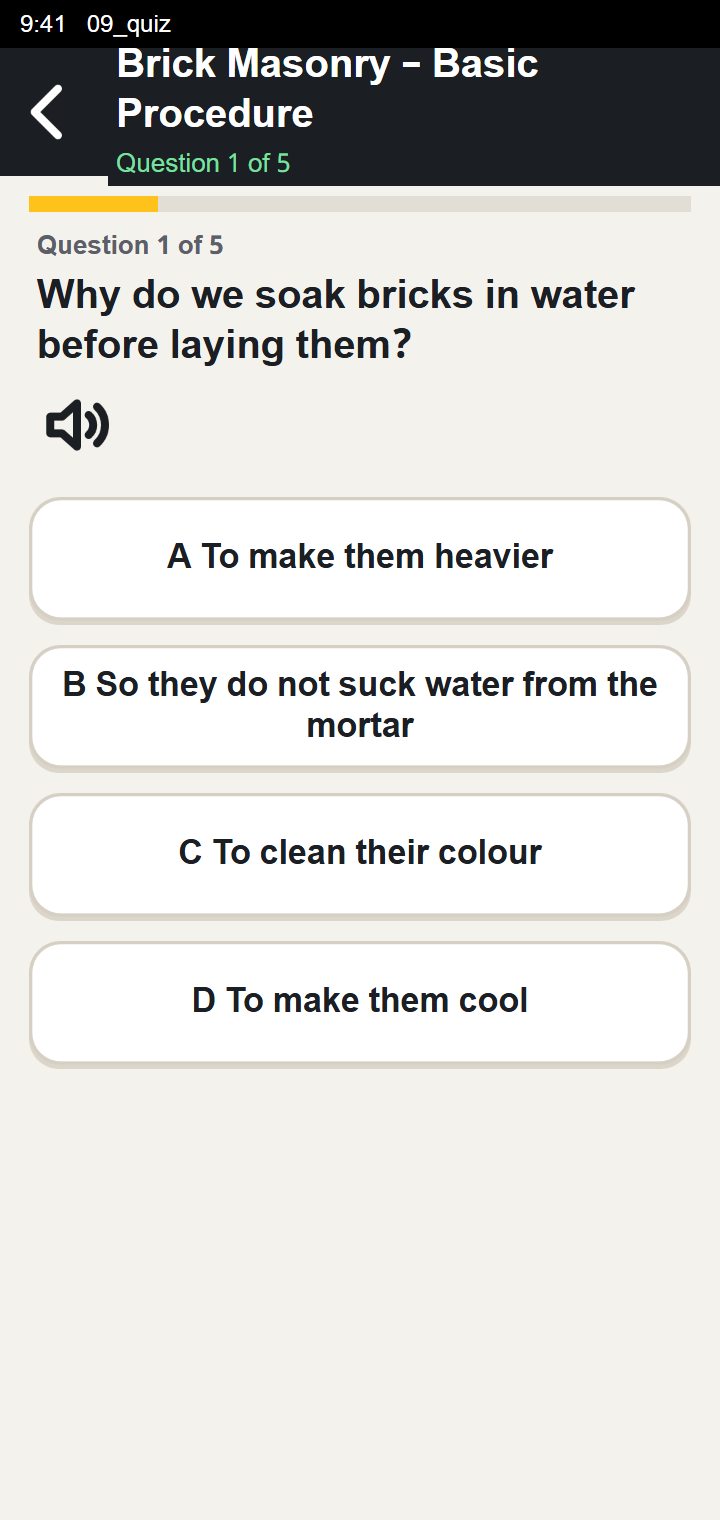 9:41 09_quiz
Brick Masonry – Basic
Procedure
Question 1 of 5
Question 1 of 5
Why do we soak bricks in water
before laying them?
A To make them heavier
B So they do not suck water from the
mortar
C To clean their colour
D To make them cool